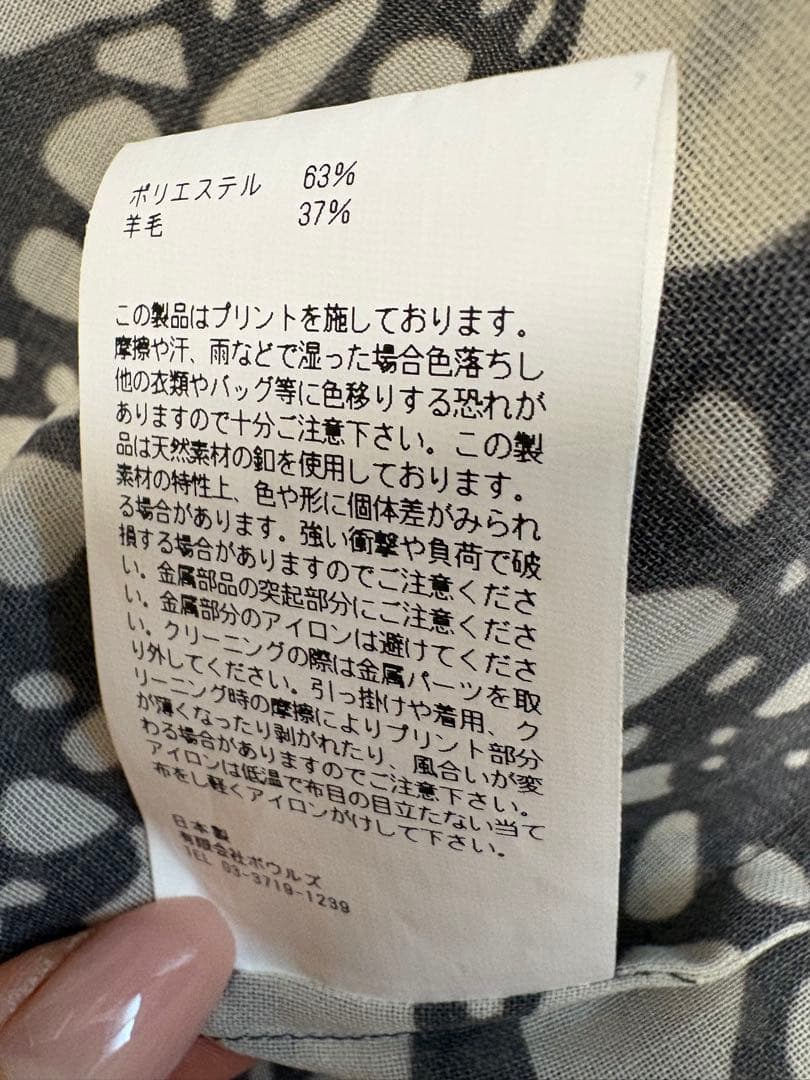 ポリエステル 63%
羊毛 37%
この製品はプリントを施しております。
摩擦や汗、雨などで湿った場合色落ちし
他の衣類やバッグ等に色移りする恐れが
ありますので十分ご注意下さい。この製
品は天然素材の釦を使用しております。
素材の特性上、色や形に個体差がみられ
る場合があります。強い衝撃や負荷で破
損する場合がありますのでご注意くださ
い。金属部品の突起部分にご注意くださ
い。金属部分のアイロンは避けてくださ
い。クリーニングの際は金属パーツを取
り外してください。引っ掛けや着用、ク
リーニング時の摩擦によりプリント部分
が薄くなったり剥がれたり、風合いが変
わる場合がありますのでご注意下さい。
アイロンは低温で布目の目立たない当て
布をし軽くアイロンがけして下さい。
日本製
有限会社ボウルズ
TEL 03-3719-1239